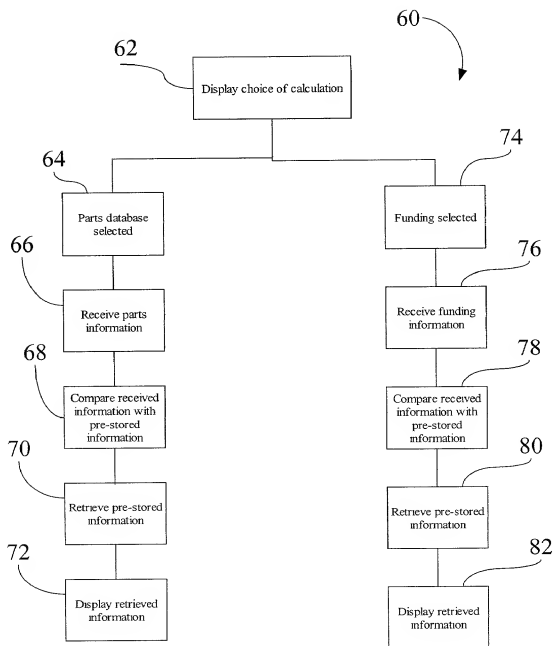 60
62
Display choice of calculation
64
Parts database
selected
66
Receive parts
information
68
Compare received
information with
pre-stored
information
70
Retrieve pre-stored
information
72
Display retrieved
information
74
Funding selected
76
Receive funding
information
78
Compare received
information with
pre-stored
information
80
Retrieve pre-stored
information
82
Display retrieved
information